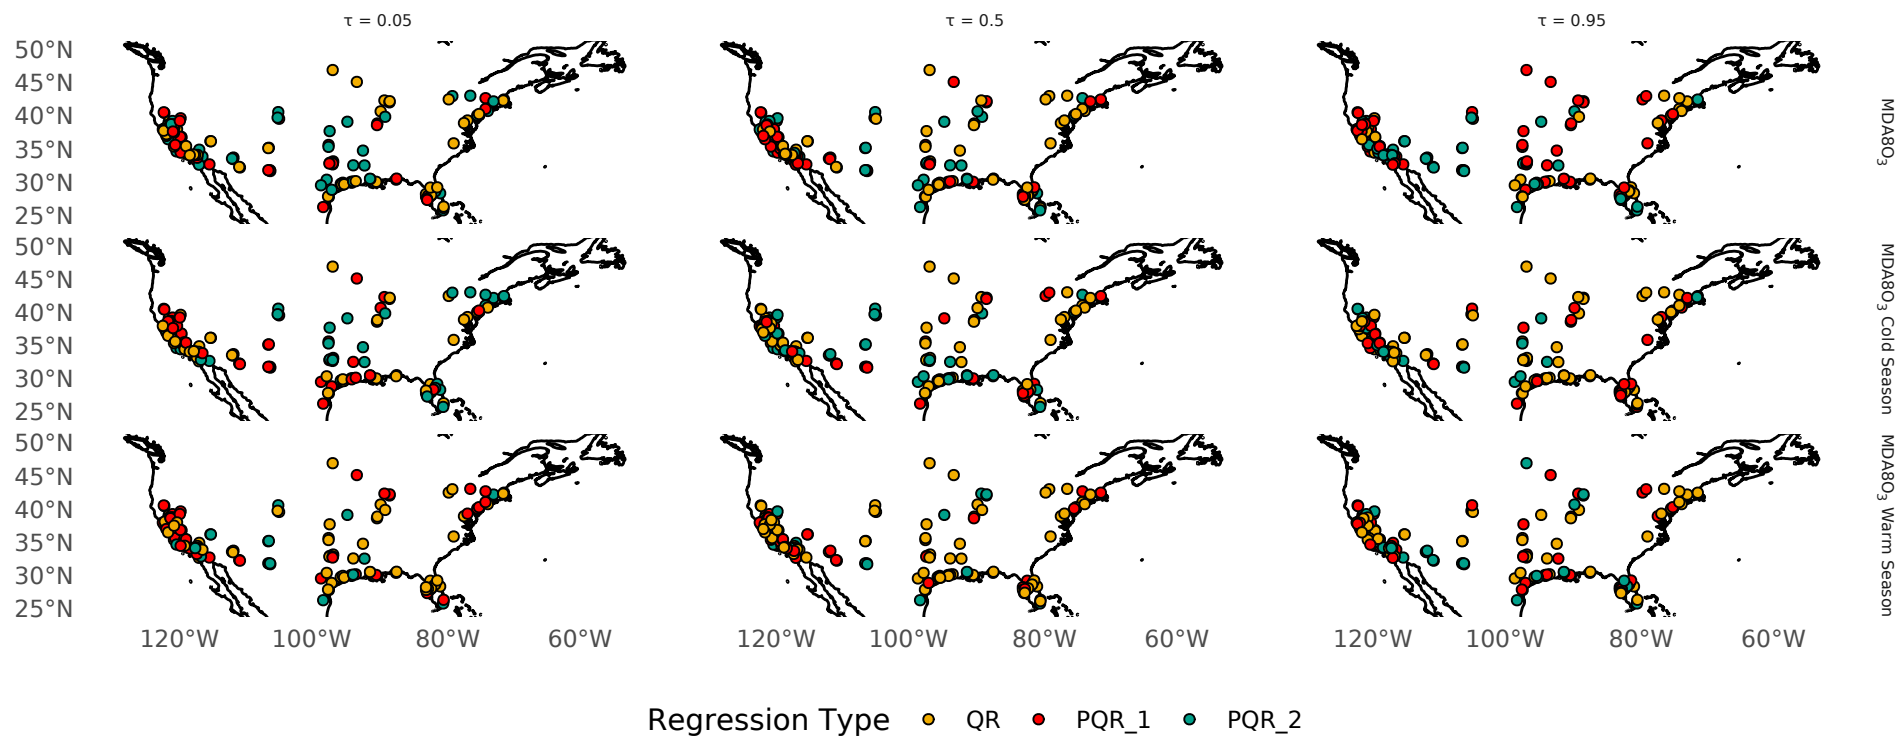 τ = 0.05 τ = 0.5 τ = 0.95
50°N
45°N
40°N
35°N
30°N
25°N
MDA8O₃
50°N
45°N
40°N
35°N
30°N
25°N
MDA8O₃ Cold Season
50°N
45°N
40°N
35°N
30°N
25°N
MDA8O₃ Warm Season
120°W 100°W 80°W 60°W 120°W 100°W 80°W 60°W 120°W 100°W 80°W 60°W
Regression Type QR PQR_1 PQR_2